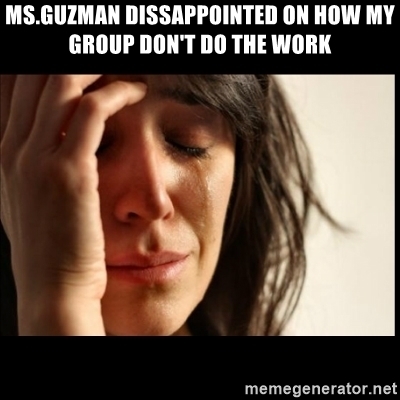 MS.GUZMAN DISSAPPOINTED ON HOW MY
GROUP DON'T DO THE WORK
memegenerator.net